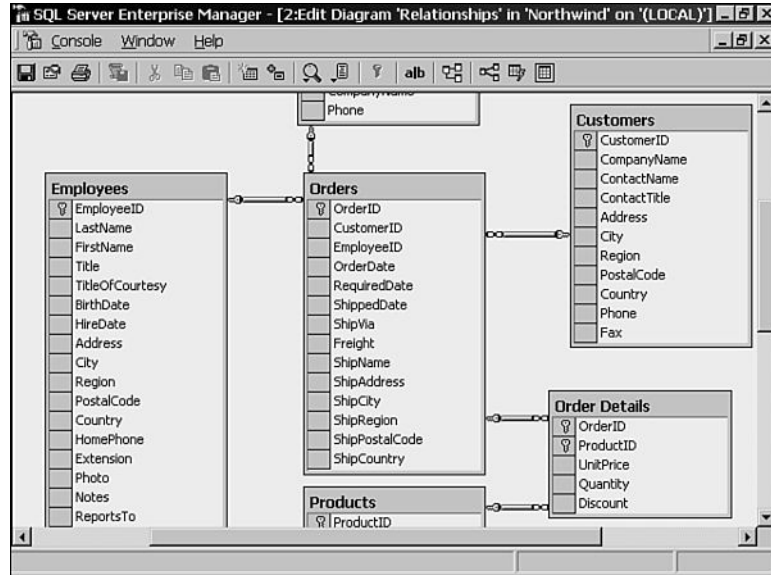 SQL Server Enterprise Manager - [2:Edit Diagram 'Relationships' in 'Northwind' on '(LOCAL)']
Console Window Help
a|b
CompanyName
Phone
Employees
EmployeeID
LastName
FirstName
Title
TitleOfCourtesy
BirthDate
HireDate
Address
City
Region
PostalCode
Country
HomePhone
Extension
Photo
Notes
ReportsTo
Orders
OrderID
CustomerID
EmployeeID
OrderDate
RequiredDate
ShippedDate
ShipVia
Freight
ShipName
ShipAddress
ShipCity
ShipRegion
ShipPostalCode
ShipCountry
Products
ProductID
Customers
CustomerID
CompanyName
ContactName
ContactTitle
Address
City
Region
PostalCode
Country
Phone
Fax
Order Details
OrderID
ProductID
UnitPrice
Quantity
Discount